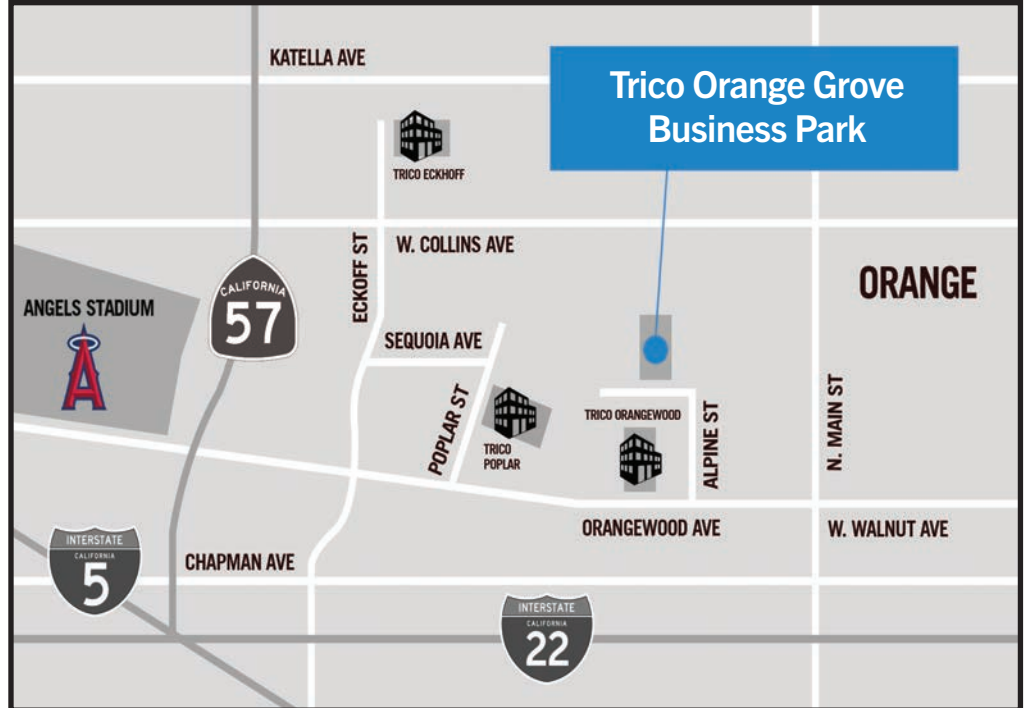 KATELLA AVE
Trico Orange Grove
Business Park
TRICO ECKHOFF
ECKOFF ST
W. COLLINS AVE
ORANGE
ANGELS STADIUM
A
CALIFORNIA
57
SEQUOIA AVE
POPLAR ST
TRICO
POPLAR
TRICO ORANGEWOOD
ALPINE ST
N. MAIN ST
ORANGEWOOD AVE
W. WALNUT AVE
INTERSTATE
CALIFORNIA
5
CHAPMAN AVE
INTERSTATE
CALIFORNIA
22